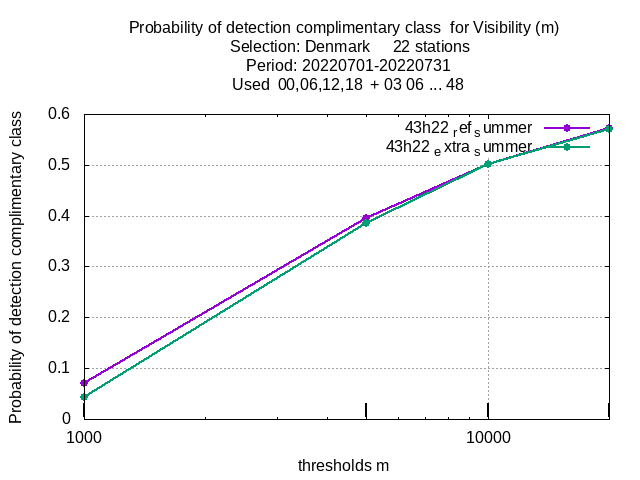 Probability of detection complimentary class for Visibility (m)
Selection: Denmark 22 stations
Period: 20220701-20220731
Used 00,06,12,18 + 03 06 ... 48
Probability of detection complimentary class
0.6
0.5
0.4
0.3
0.2
0.1
0
43h22 ref summer
43h22 extra summer
1000
10000
thresholds m